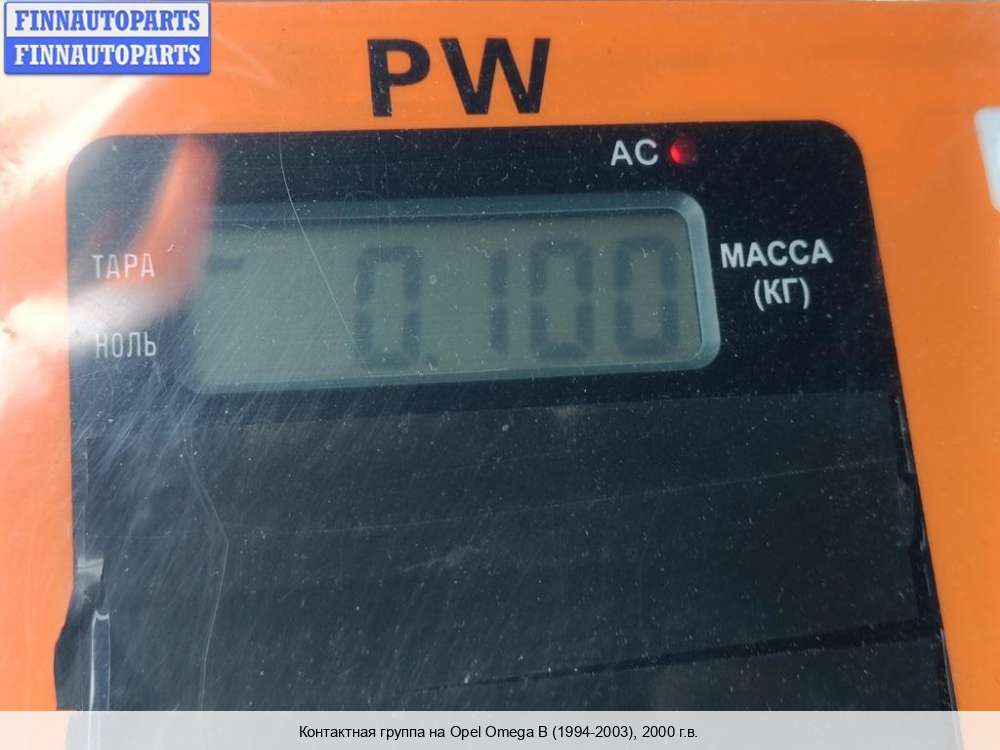 FINNAUTOPARTS
FINNAUTOPARTS
PW
AC
ТАРА
0.100
МАССА
(КГ)
НОЛЬ
Контактная группа на Opel Omega B (1994-2003), 2000 г.в.